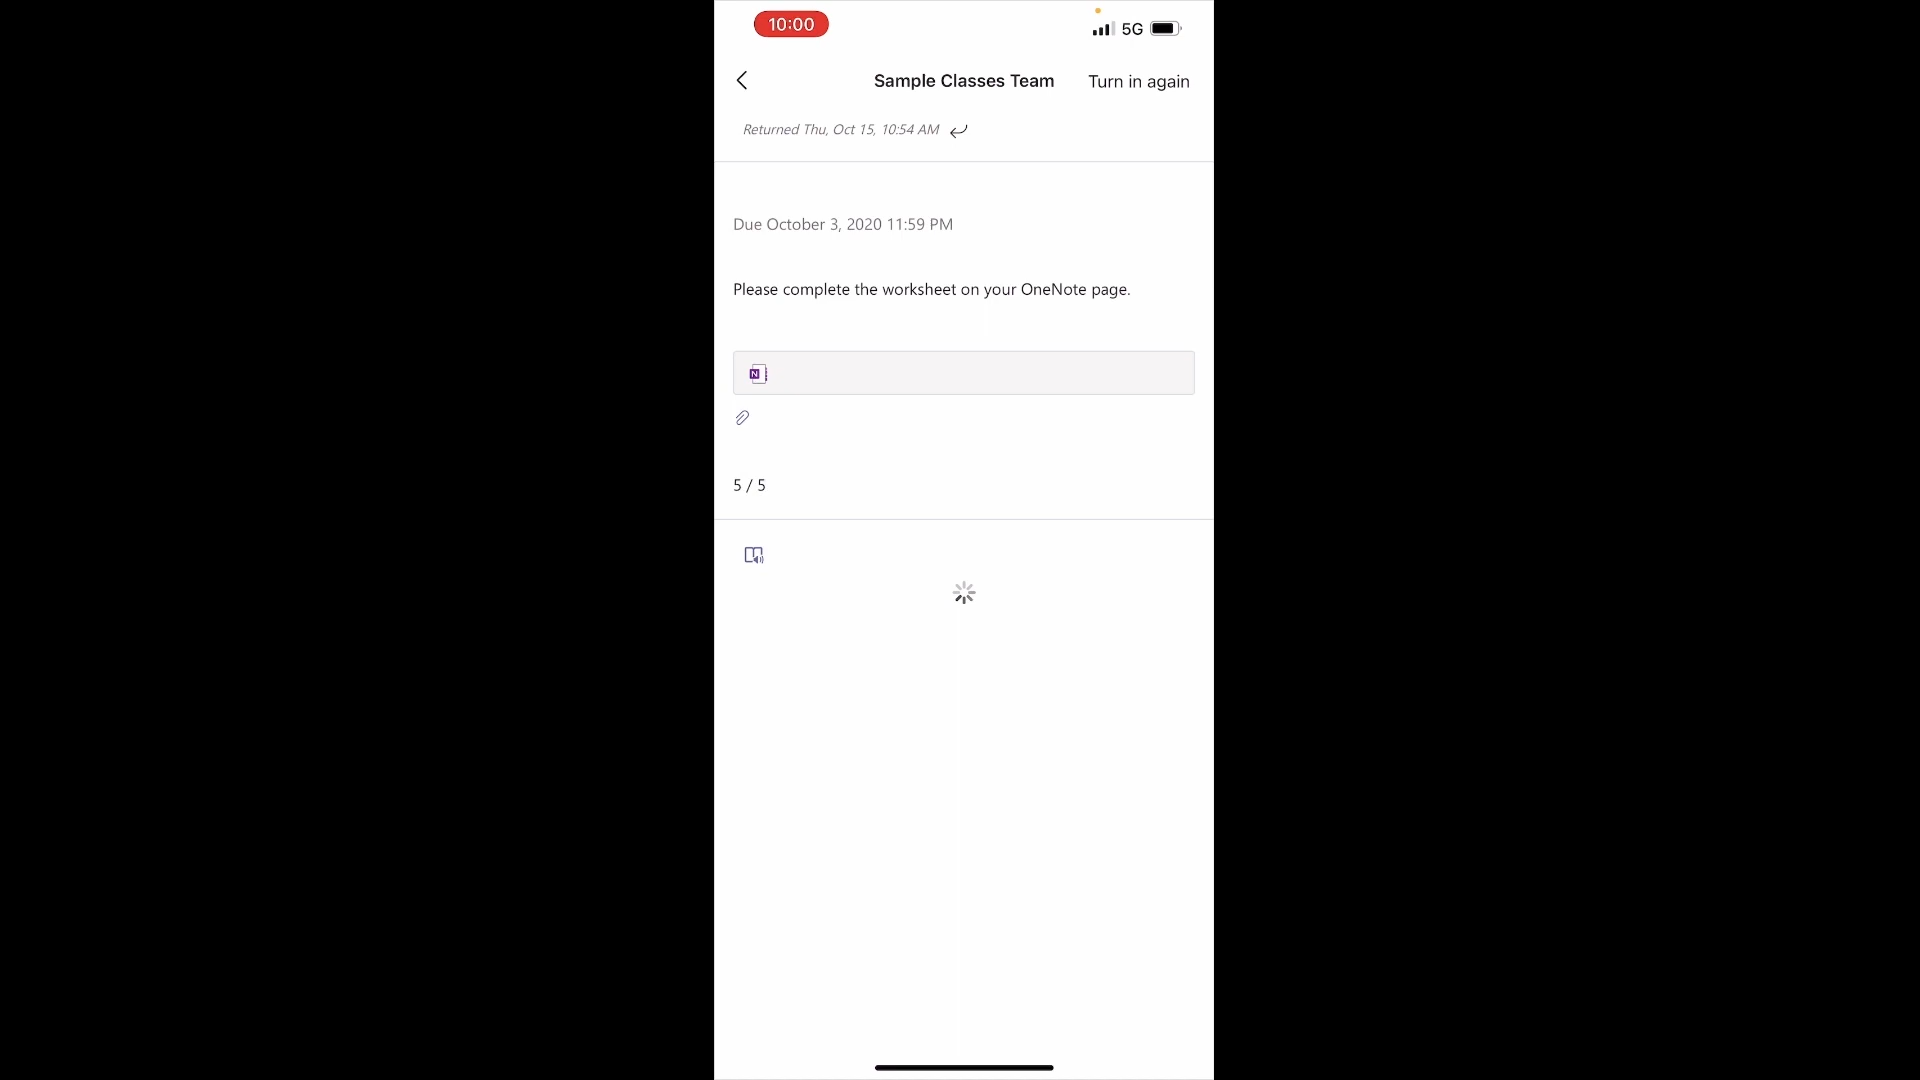 10:00
5G
Sample Classes Team
Turn in again
Returned Thu, Oct 15, 10:54 AM
Due October 3, 2020 11:59 PM
Please complete the worksheet on your OneNote page.
N
5 / 5